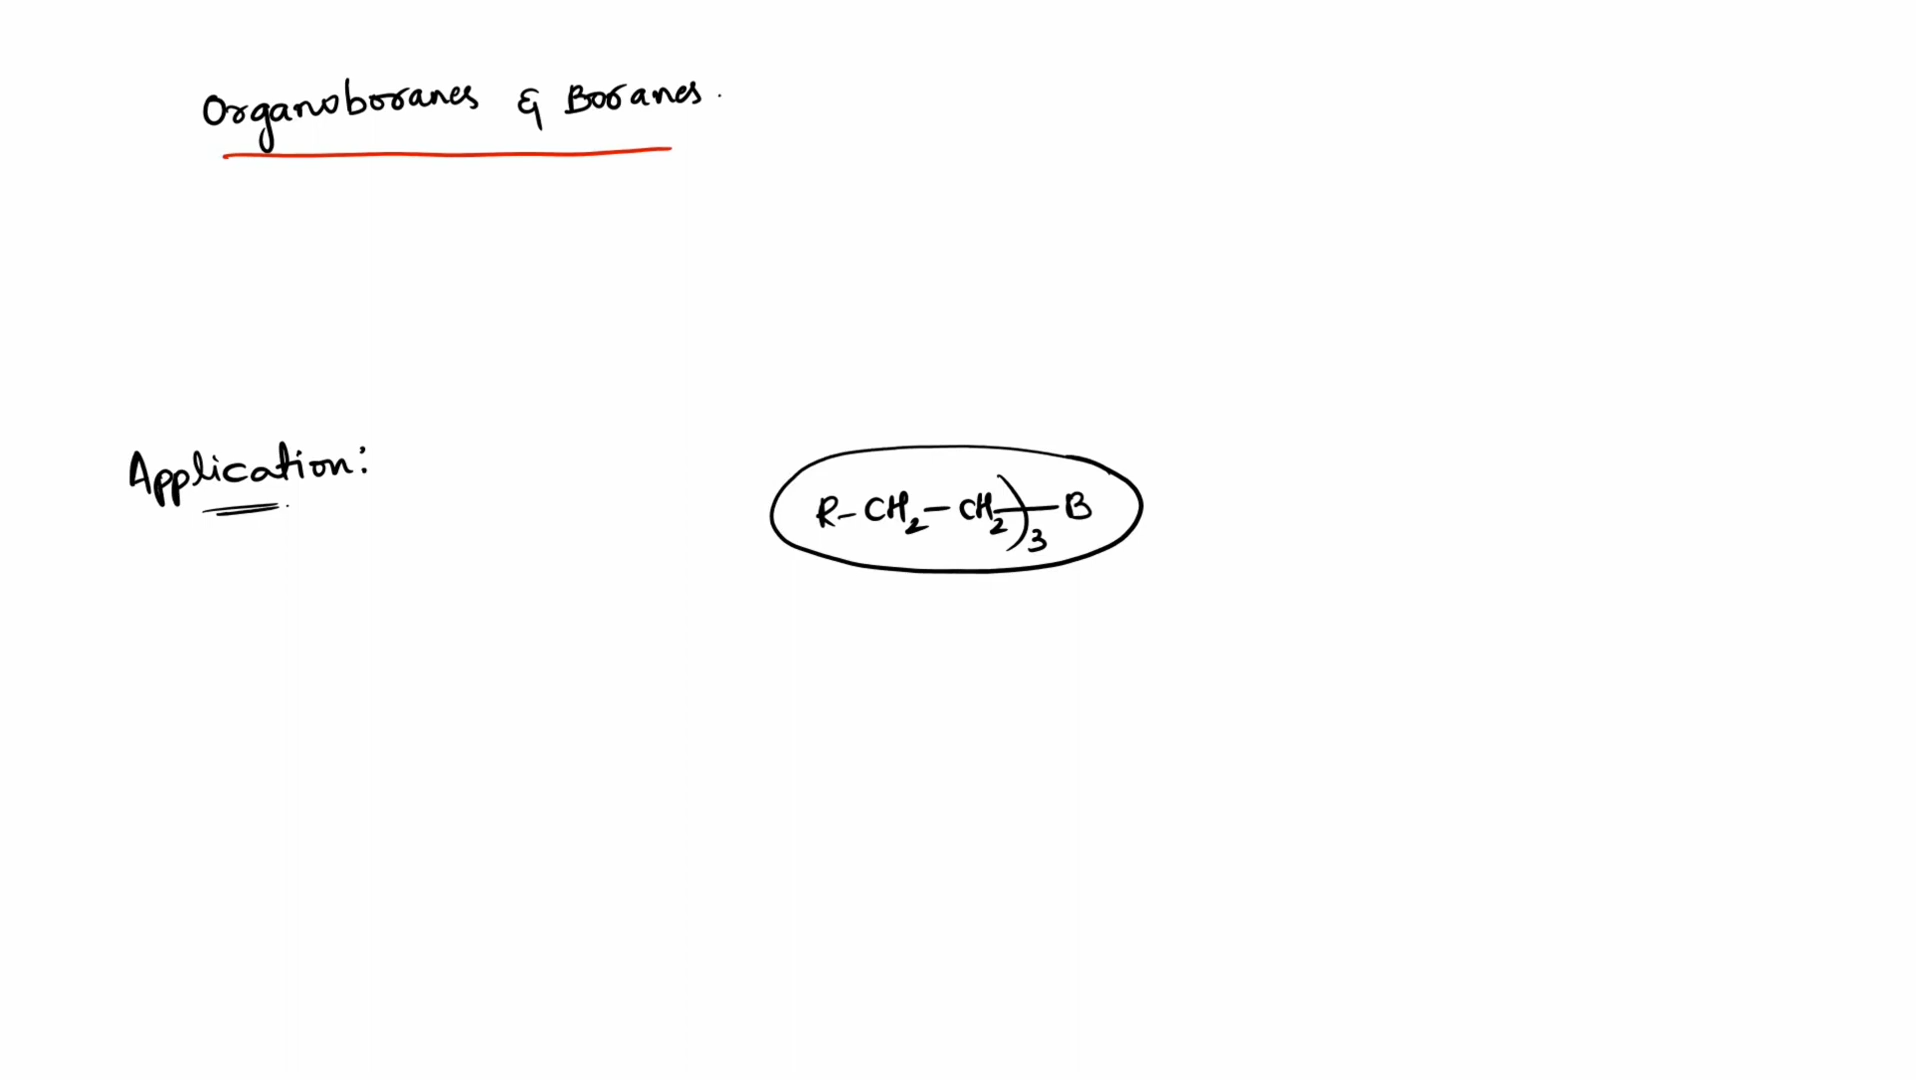 Organoboranes & Boranes.
Application:
R-CH₂-CH₂)₃-B